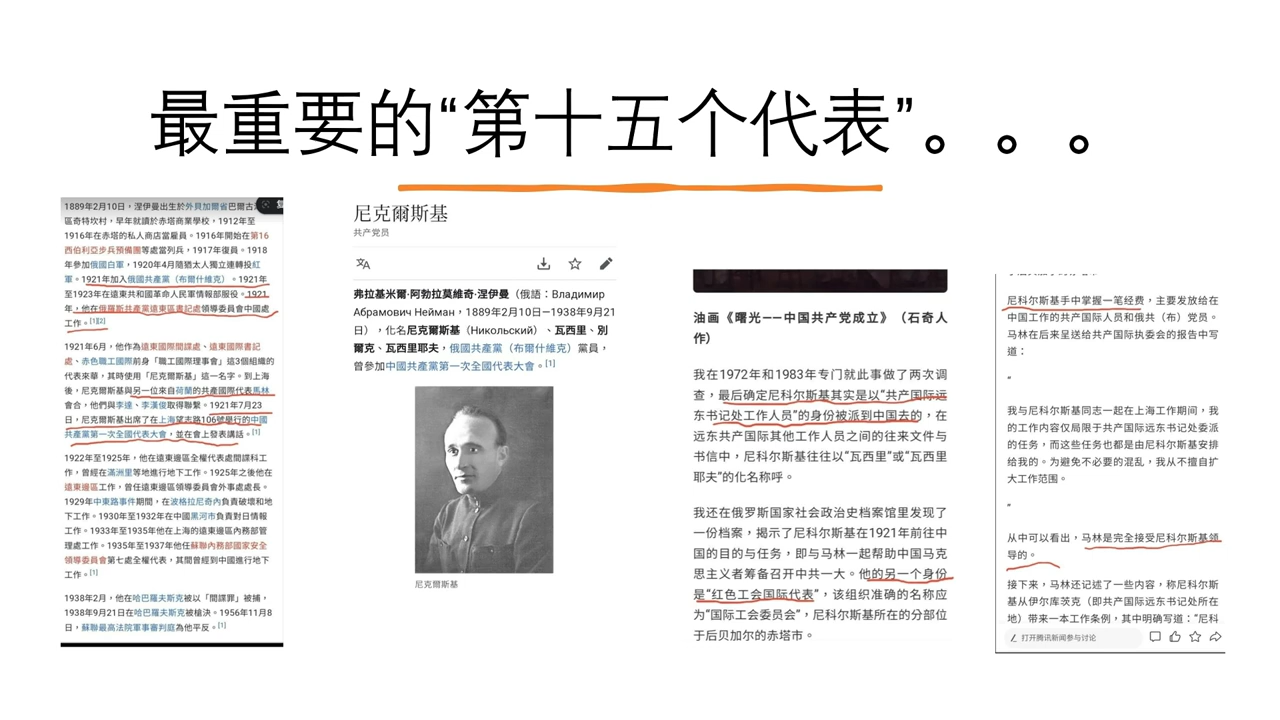 最重要的“第十五个代表”。。。
1889年2月10日，涅伊曼出生於外貝加爾省巴爾古
區奇特坎村，早年就讀於赤塔商業學校，1912年至
1916年在赤塔的私人商店當雇員。1916年開始在第16
西伯利亞步兵預備團等處當列兵，1917年復員。1918
年參加俄國白軍，1920年4月隨猶太人獨立連轉投紅
軍。1921年加入俄國共產黨（布爾什維克）。1921年
至1923年在遠東共和國革命人民軍情報部服役。1921
年，他在俄羅斯共產黨遠東區書記處領導委員會中國處
工作。[1][2]
1921年6月，他作為遠東國際間諜處、遠東國際書記
處、赤色職工國際前身「職工國際理事會」這3個組織的
代表來華，其時使用「尼克爾斯基」這一名字。到上海
後，尼克爾斯基與另一位來自荷蘭的共產國際代表馬林
會合，他們與李達、李漢俊取得聯繫。1921年7月23
日，尼克爾斯基出席了在上海望志路106號舉行的中國
共產黨第一次全國代表大會，並在會上發表講話。[1]
1922年至1925年，他在遠東邊區全權代表處間諜科工
作，曾經在滿洲里等地進行地下工作。1925年之後他在
遠東邊區工作，曾任遠東邊區領導委員會外事處處長。
1929年中東路事件期間，在波格拉尼奇內負責破壞和地
下工作。1930年至1932年在中國黑河市負責對日情報
工作。1933年至1935年他在上海的遠東邊區內務部管
理處工作。1935年至1937年他任蘇聯內務部國家安全
領導委員會第七處全權代表，其間曾經到中國進行地下
工作。[1]
1938年2月，他在哈巴羅夫斯克被以「間諜罪」被捕，
1938年9月21日在哈巴羅夫斯克被槍決。1956年11月8
日，蘇聯最高法院軍事審判庭為他平反。[1]
尼克爾斯基
共产党员
弗拉基米爾·阿勃拉莫維奇·涅伊曼（俄語：Владимир
Абрамович Нейман，1889年2月10日—1938年9月21
日），化名尼克爾斯基（Никольский）、瓦西里、別
爾克、瓦西里耶夫，俄國共產黨（布爾什維克）黨員，
曾參加中國共產黨第一次全國代表大會。[1]
尼克爾斯基
油画《曙光——中国共产党成立》（石奇人
作）
我在1972年和1983年专门就此事做了两次调
查，最后确定尼科尔斯基其实是以“共产国际远
东书记处工作人员”的身份被派到中国去的，在
远东共产国际其他工作人员之间的往来文件与
书信中，尼科尔斯基往往以“瓦西里”或“瓦西里
耶夫”的化名称呼。
我还在俄罗斯国家社会政治史档案馆里发现了
一份档案，揭示了尼科尔斯基在1921年前往中
国的目的与任务，即与马林一起帮助中国马克
思主义者筹备召开中共一大。他的另一个身份
是“红色工会国际代表”，该组织准确的名称应
为“国际工会委员会”，尼科尔斯基所在的分部位
于后贝加尔的赤塔市。
尼科尔斯基手中掌握一笔经费，主要发放给在
中国工作的共产国际人员和俄共（布）党员。
马林在后来呈送给共产国际执委会的报告中写
道：
“
我与尼科尔斯基同志一起在上海工作期间，我
的工作内容仅局限于共产国际远东书记处委派
的任务，而这些任务也都是由尼科尔斯基安排
给我的。为避免不必要的混乱，我从不擅自扩
大工作范围。
”
从中可以看出，马林是完全接受尼科尔斯基领
导的。
接下来，马林还记述了一些内容，称尼科尔斯
基从伊尔库茨克（即共产国际远东书记处所在
地）带来一本工作条例，其中明确写道：“尼科
打开腾讯新闻参与讨论